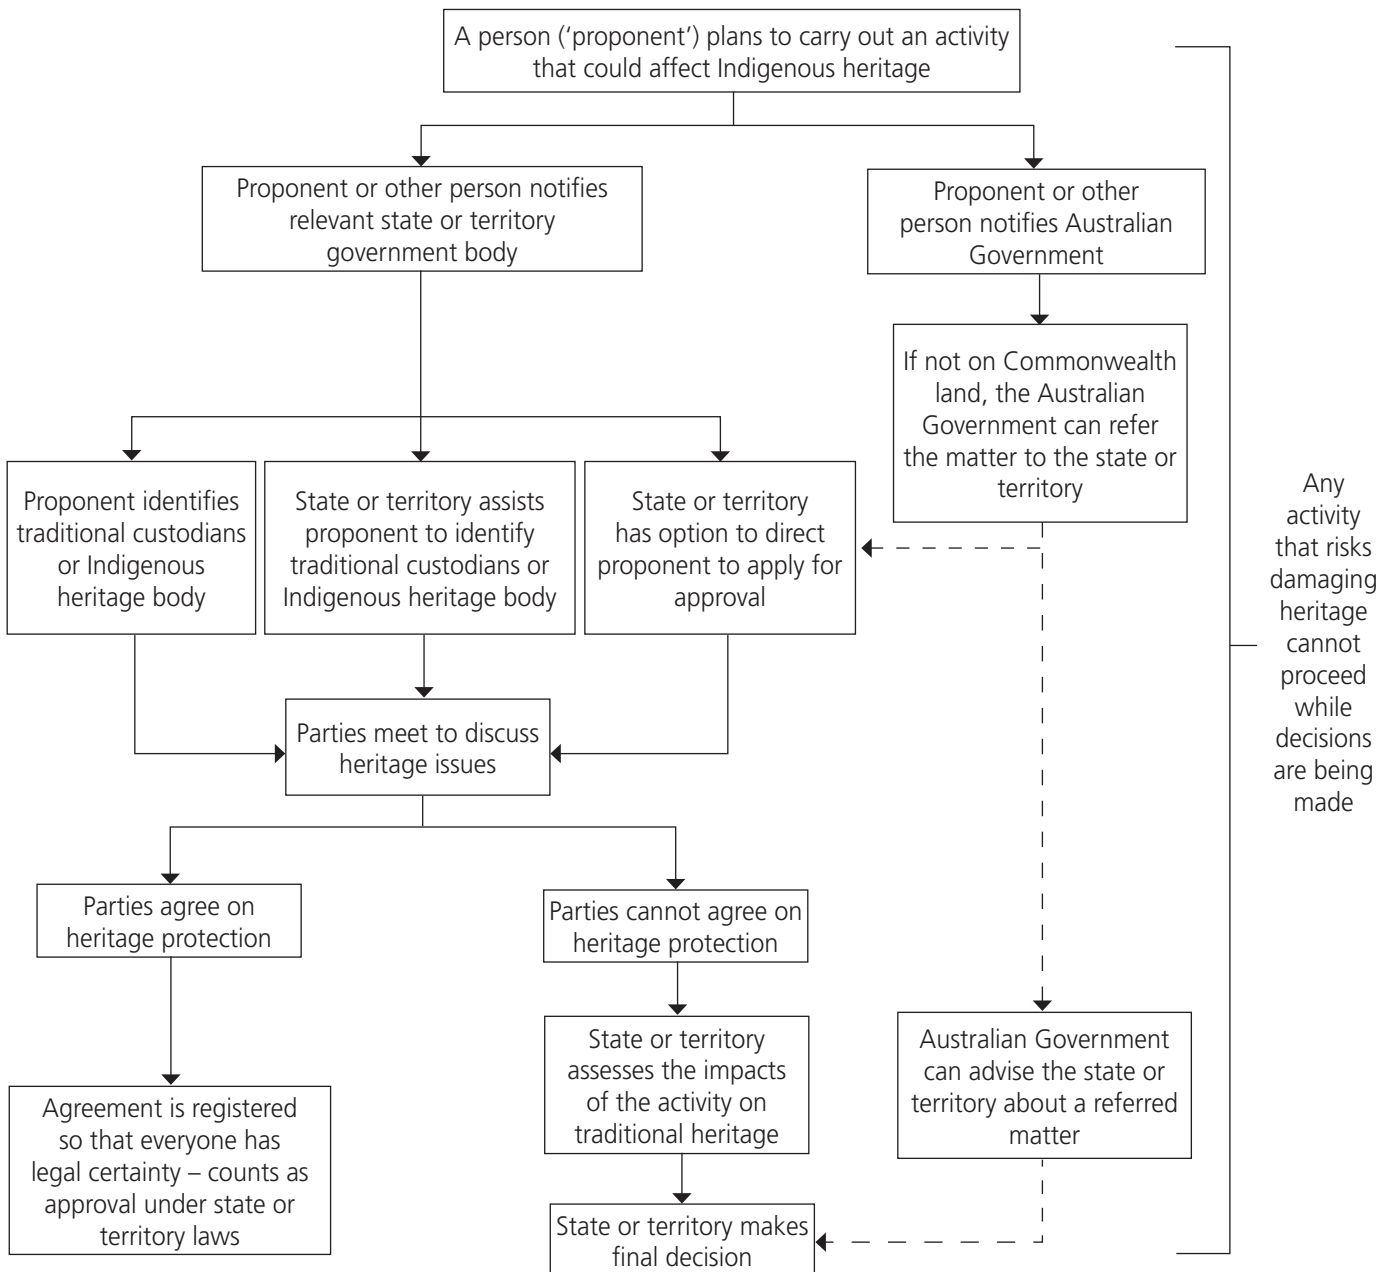 A person (‘proponent’) plans to carry out an activity
that could affect Indigenous heritage
Proponent or other person notifies
relevant state or territory
government body
Proponent or other
person notifies Australian
Government
If not on Commonwealth
land, the Australian
Government can refer
the matter to the state or
territory
Proponent identifies
traditional custodians
or Indigenous
heritage body
State or territory assists
proponent to identify
traditional custodians or
Indigenous heritage body
State or territory
has option to direct
proponent to apply for
approval
Any
activity
that risks
damaging
heritage
cannot
proceed
while
decisions
are being
made
Parties meet to discuss
heritage issues
Parties agree on
heritage protection
Parties cannot agree on
heritage protection
State or territory
assesses the impacts
of the activity on
traditional heritage
Australian Government
can advise the state or
territory about a referred
matter
Agreement is registered
so that everyone has
legal certainty – counts as
approval under state or
territory laws
State or territory makes
final decision